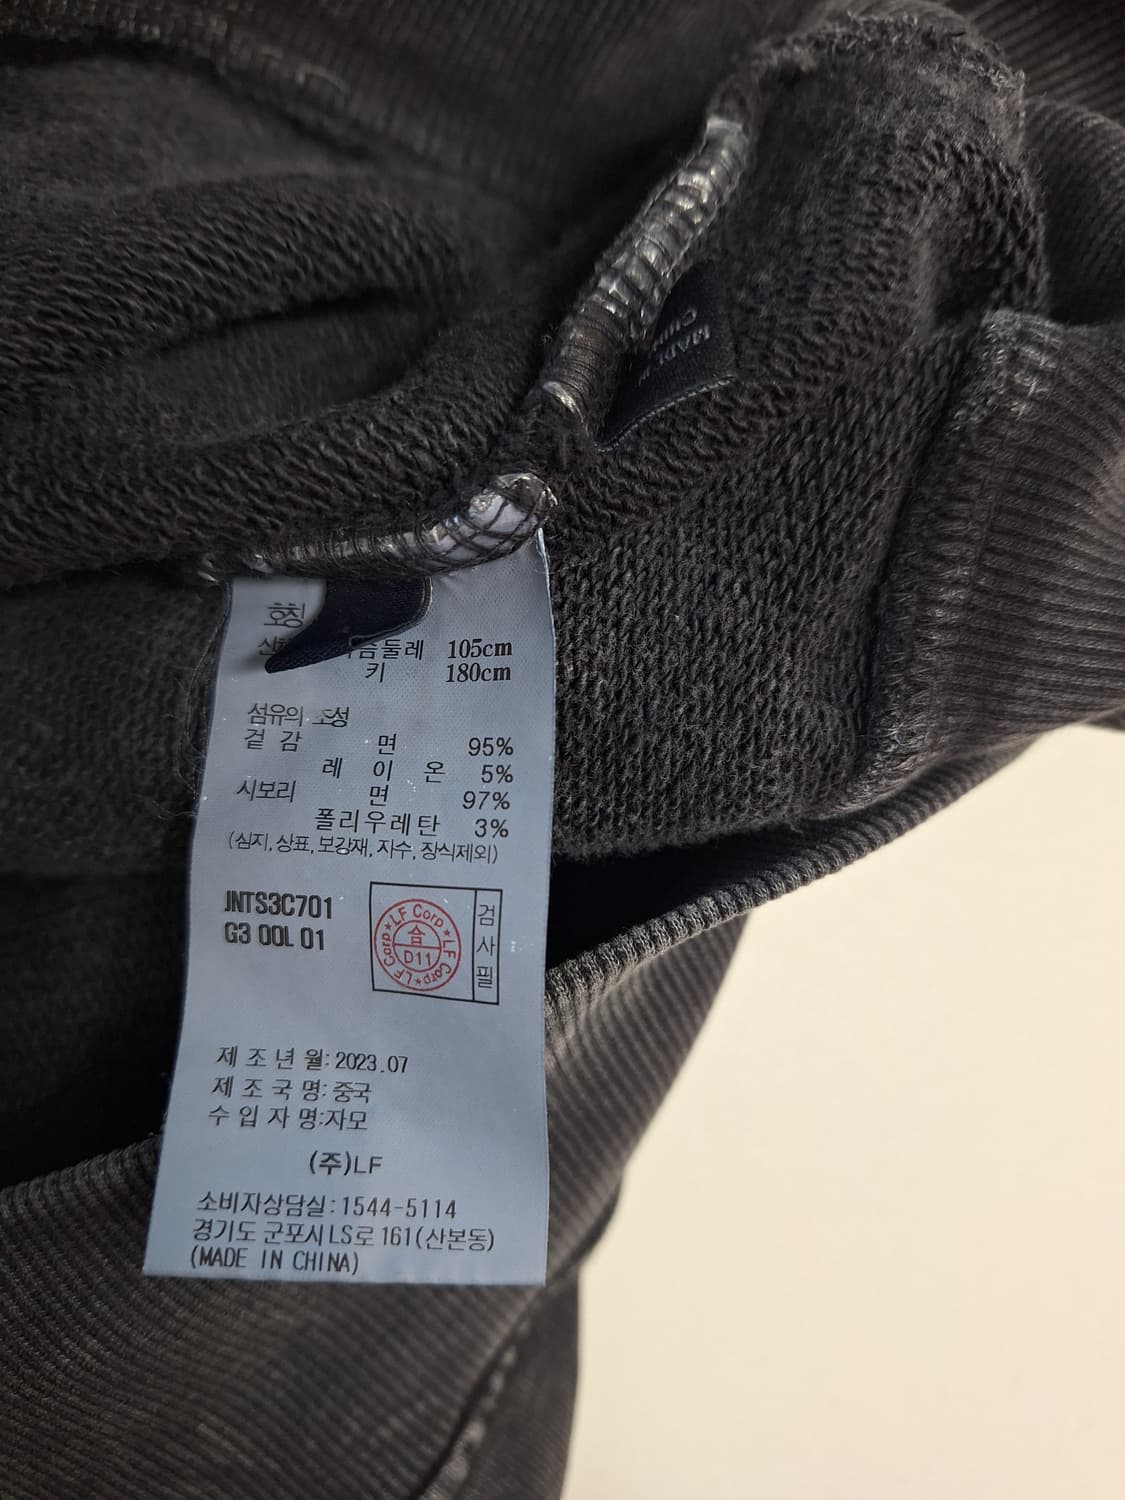 MADE IN
CHINA
호칭
가슴둘레 105cm
키 180cm
섬유의 조성
겉 감 면 95%
레 이 온 5%
시보리 면 97%
폴리우레탄 3%
(심지,상표,보강재,자수,장식제외)
JNTS3C701
G3 00L 01
LF Corp★LF Corp★LF Corp★
合
D11
검
사
필
제 조 년 월: 2023.07
제 조 국 명: 중국
수 입 자 명:자모
(주)LF
소비자상담실:1544-5114
경기도 군포시 LS로 161(산본동)
(MADE IN CHINA)